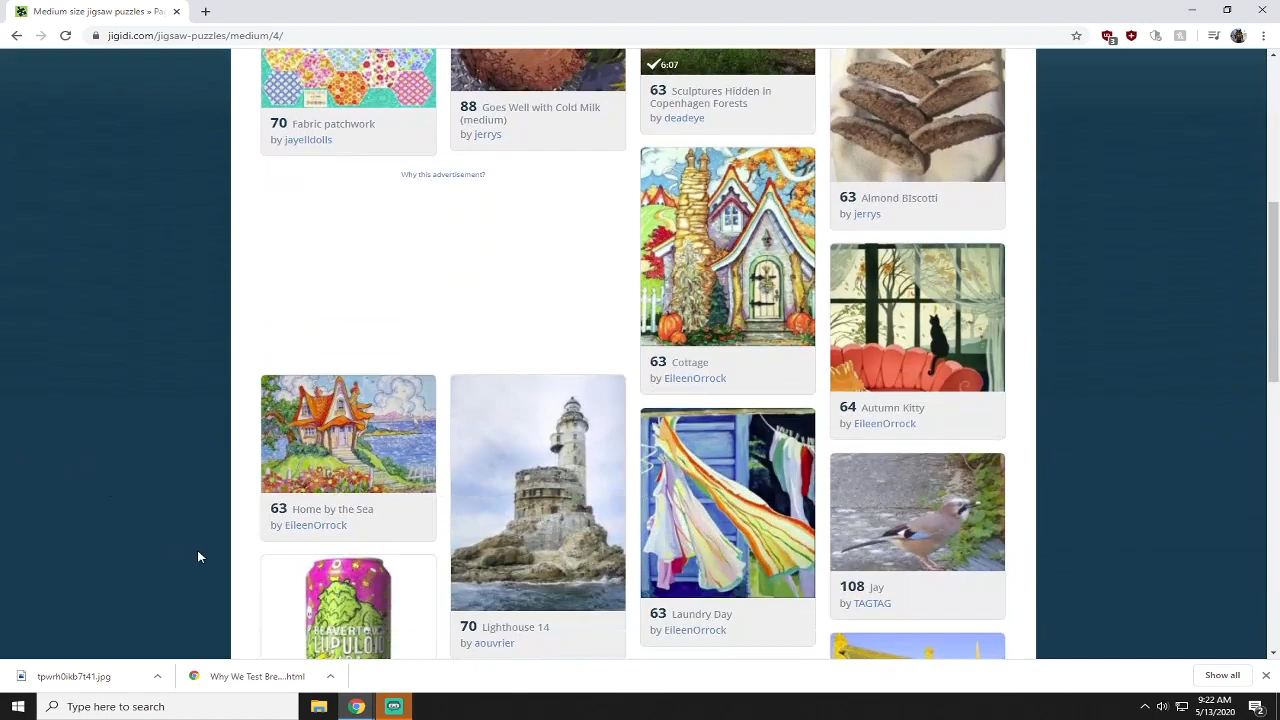 Medium size jigsaw puzzles » Pa
jigidi.com/jigsaw-puzzles/medium/4/
3
70 Fabric patchwork
by jayelldolls
88 Goes Well with Cold Milk
(medium)
by jerrys
6:07
63 Sculptures Hidden in
Copenhagen Forests
by deadeye
63 Almond BIscotti
by jerrys
Why this advertisement?
63 Cottage
by EileenOrrock
64 Autumn Kitty
by EileenOrrock
63 Home by the Sea
by EileenOrrock
70 Lighthouse 14
by aouvrier
63 Laundry Day
by EileenOrrock
108 Jay
by TAGTAG
BEAVERTOWN
LUPULOID
tpwrh0ikb7t41.jpg
Why We Test Bre....html
Show all
Type here to search
9:22 AM
5/13/2020
2